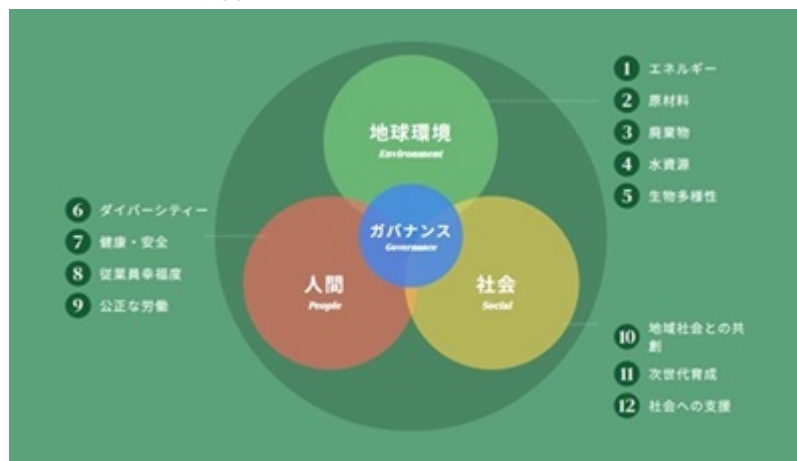 地球環境
Environment
ガバナンス
Governance
人間
People
社会
Social
1 エネルギー
2 原材料
3 廃棄物
4 水資源
5 生物多様性
6 ダイバーシティー
7 健康・安全
8 従業員幸福度
9 公正な労働
10 地域社会との共
創
11 次世代育成
12 社会への支援